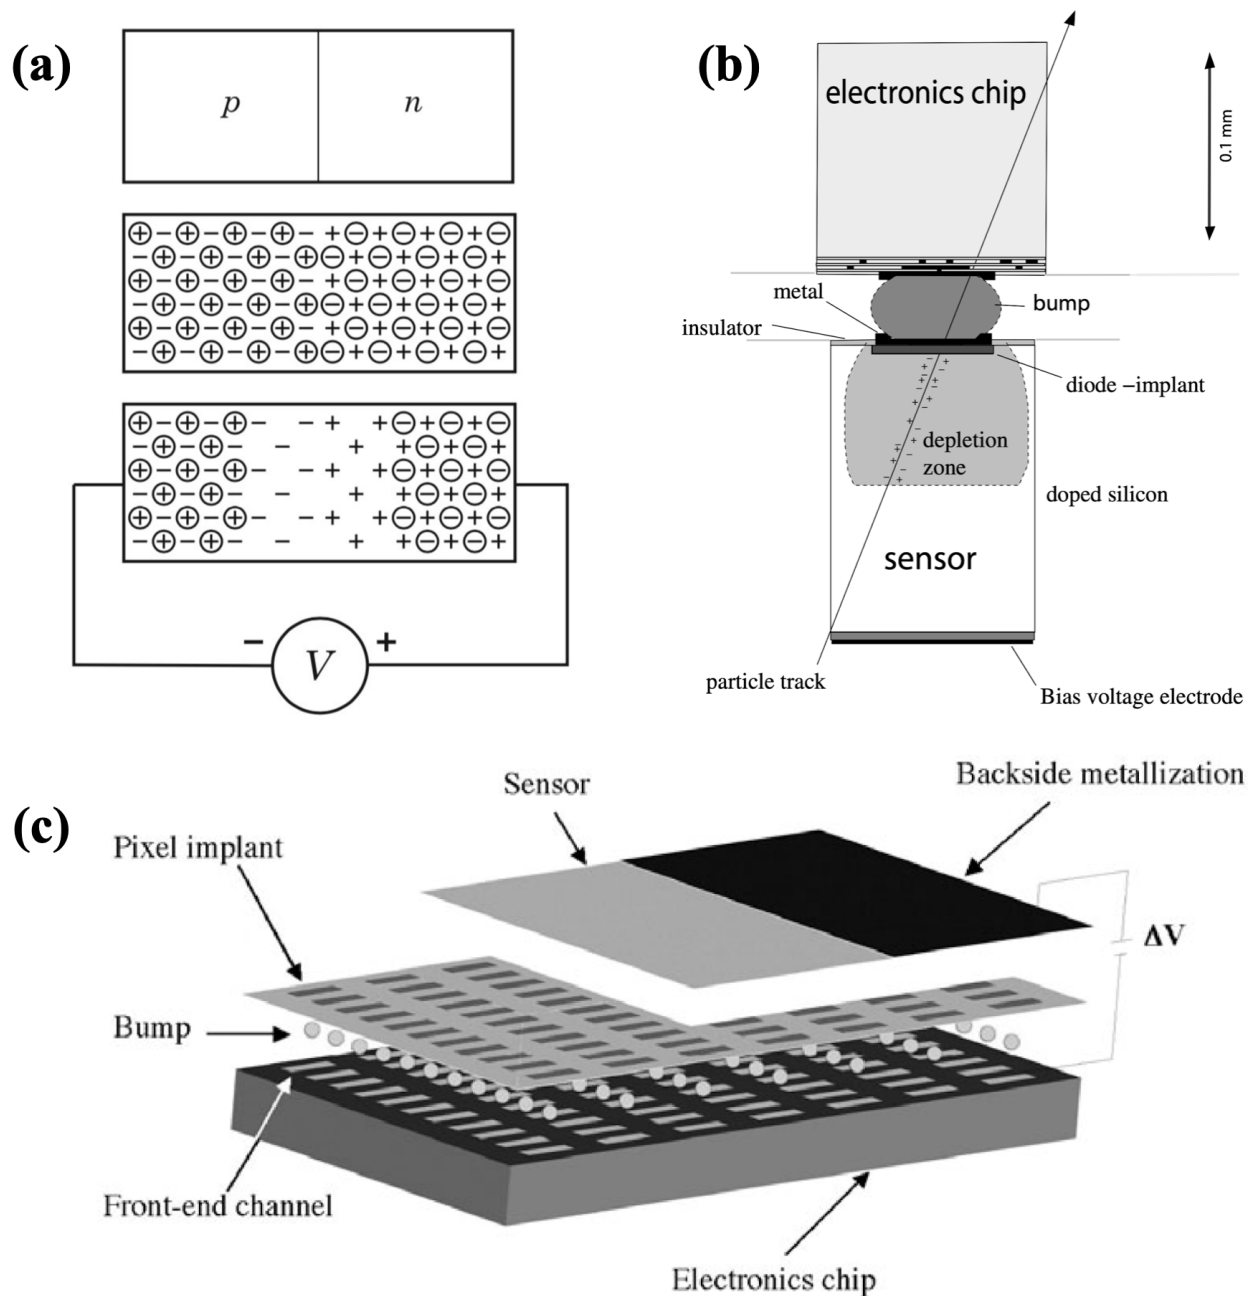 (a)
p n
− V +
(b)
electronics chip
0.1 mm
metal
bump
insulator
diode –implant
depletion
zone
doped silicon
sensor
particle track
Bias voltage electrode
(c)
Sensor
Backside metallization
Pixel implant
ΔV
Bump
Front-end channel
Electronics chip